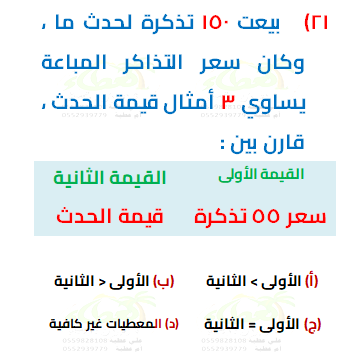 ٢١) بيعت ١٥٠ تذكرة لحدث ما ،
وكان سعر التذاكر المباعة
يساوي ٣ أمثال قيمة الحدث ،
قارن بين :
القيمة الأولى القيمة الثانية
سعر ٥٥ تذكرة قيمة الحدث
(أ) الأولى > الثانية (ب) الأولى < الثانية
(ج) الأولى = الثانية (د) المعطيات غير كافية